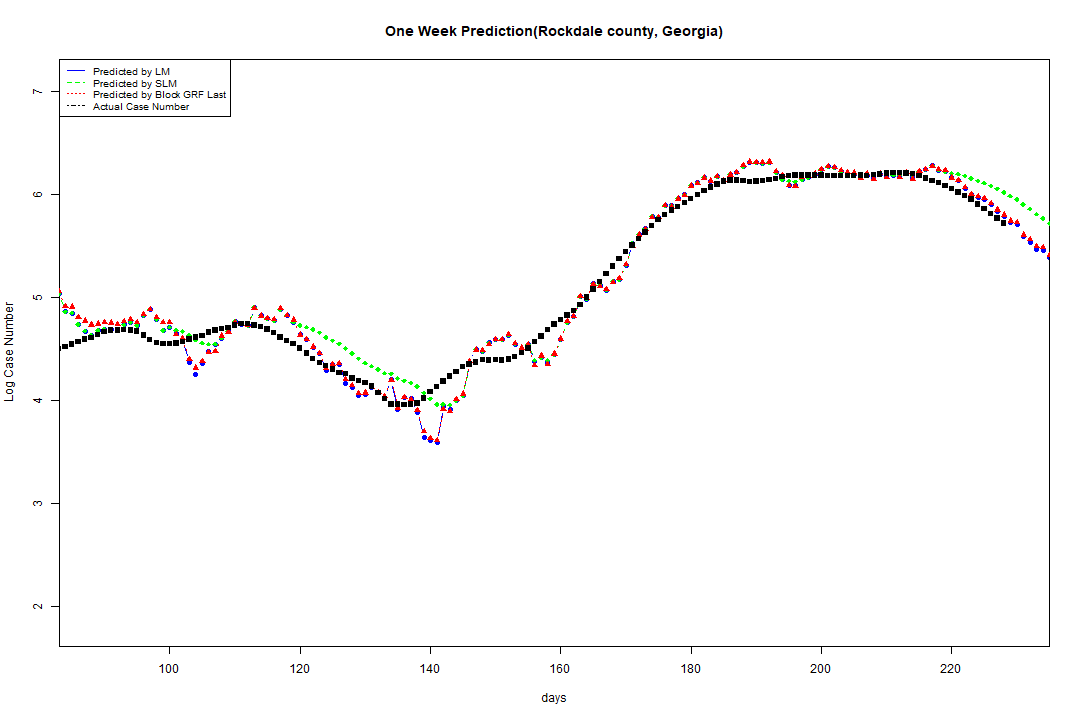 One Week Prediction(Rockdale county, Georgia)
Predicted by LM
Predicted by SLM
Predicted by Block GRF Last
Actual Case Number
7
6
5
4
3
2
Log Case Number
100 120 140 160 180 200 220
days